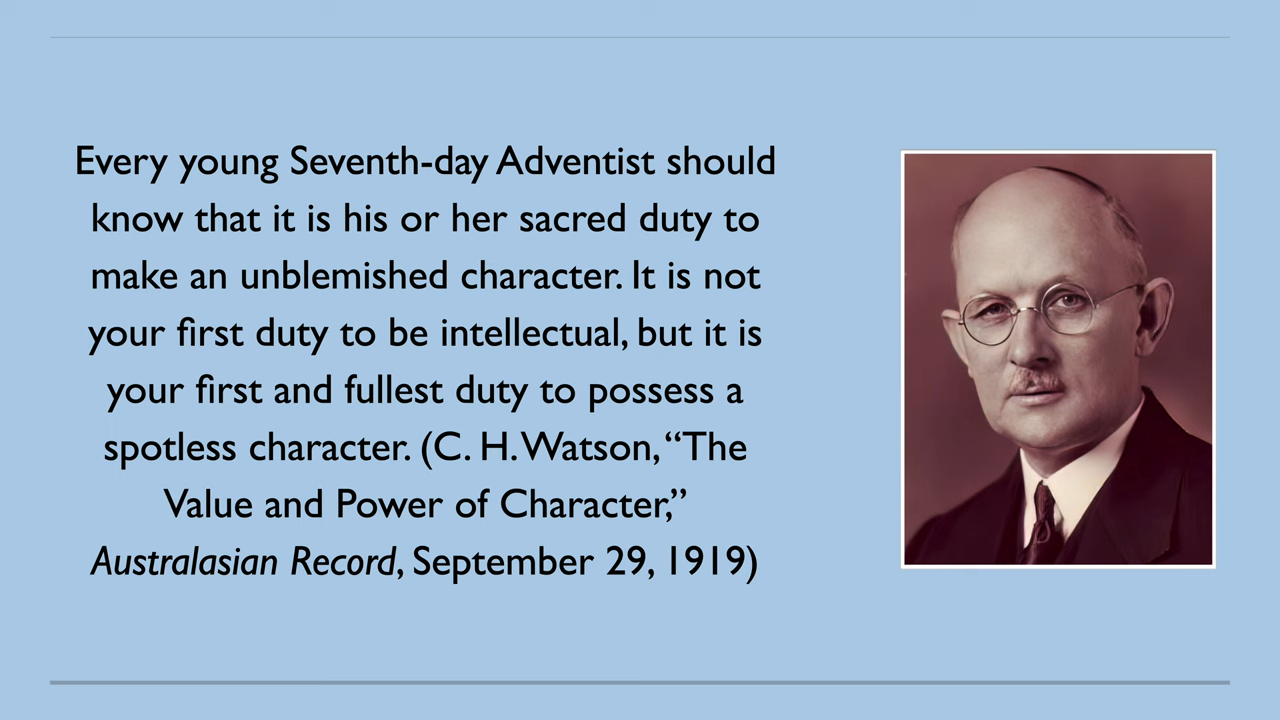 Every young Seventh-day Adventist should
know that it is his or her sacred duty to
make an unblemished character. It is not
your first duty to be intellectual, but it is
your first and fullest duty to possess a
spotless character. (C. H. Watson, “The
Value and Power of Character,”
Australasian Record, September 29, 1919)